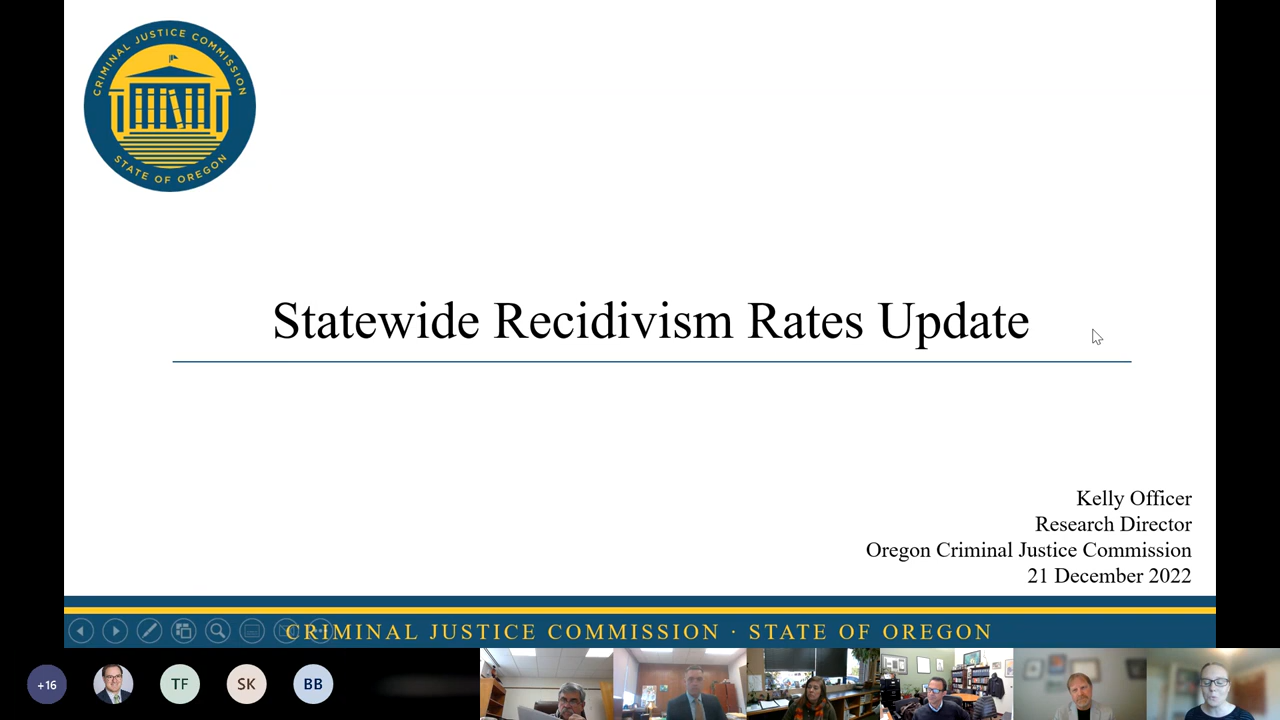 CRIMINAL JUSTICE COMMISSION
STATE OF OREGON
Statewide Recidivism Rates Update
Kelly Officer
Research Director
Oregon Criminal Justice Commission
21 December 2022
CRIMINAL JUSTICE COMMISSION · STATE OF OREGON
+16
TF
SK
BB